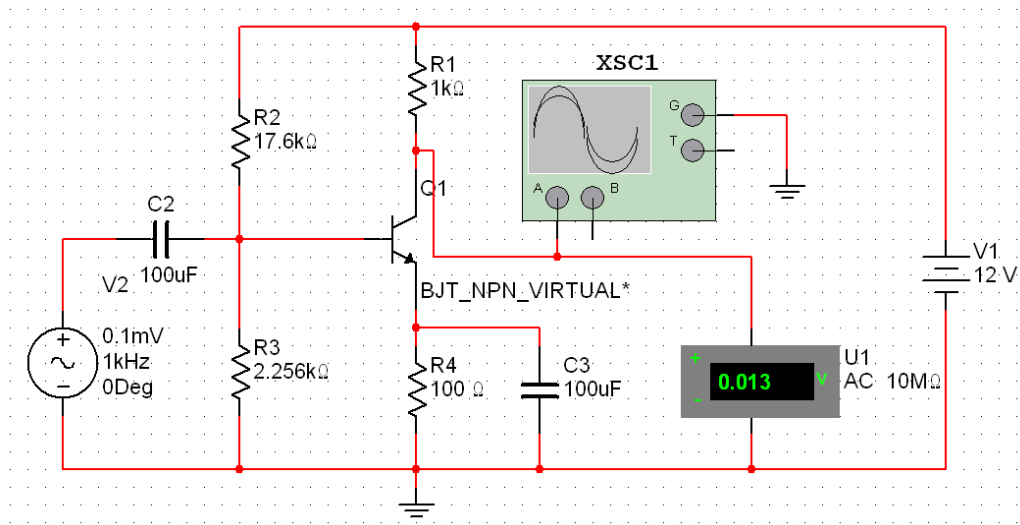 XSC1
R1
1kΩ
G
T
R2
17.6kΩ
A
B
Q1
C2
100uF
V2
V1
12 V
BJT_NPN_VIRTUAL*
+
0.1mV
1kHz
0Deg
R3
2.256kΩ
R4
100 Ω
C3
100uF
+
0.013
V
-
U1
AC 10MΩ